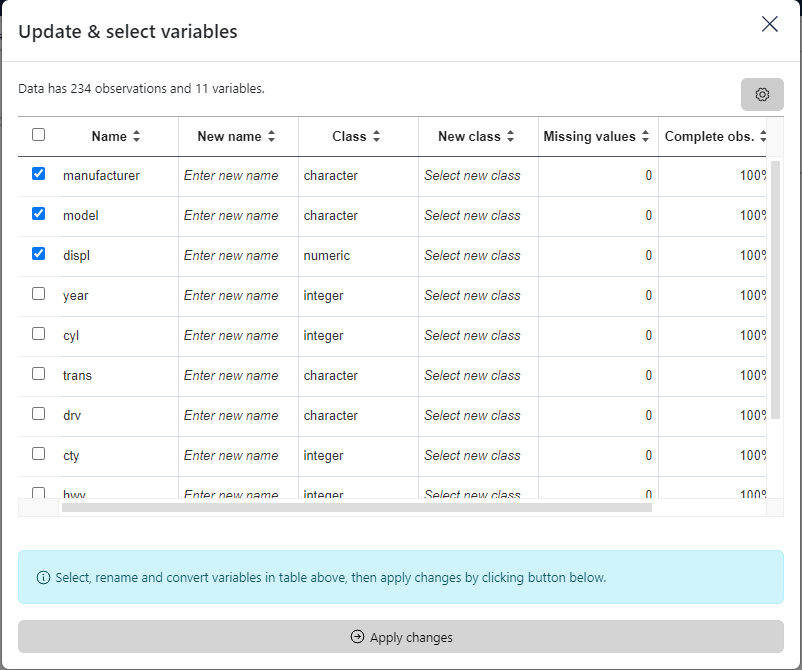 Update & select variables
Data has 234 observations and 11 variables.
Name New name Class New class Missing values Complete obs.
manufacturer Enter new name character Select new class 0 100%
model Enter new name character Select new class 0 100%
displ Enter new name numeric Select new class 0 100%
year Enter new name integer Select new class 0 100%
cyl Enter new name integer Select new class 0 100%
trans Enter new name character Select new class 0 100%
drv Enter new name character Select new class 0 100%
cty Enter new name integer Select new class 0 100%
hwy Enter new name integer Select new class 0 100%
Select, rename and convert variables in table above, then apply changes by clicking button below.
Apply changes